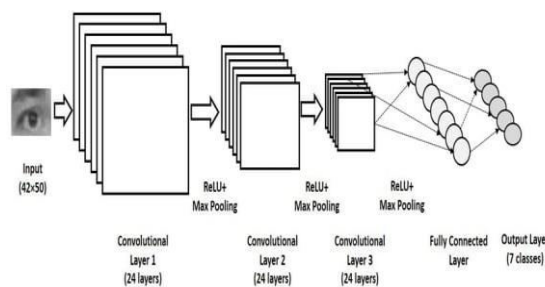 Input
(42×50)
ReLU+
Max Pooling
ReLU+
Max Pooling
ReLU+
Max Pooling
Convolutional
Layer 1
(24 layers)
Convolutional
Layer 2
(24 layers)
Convolutional
Layer 3
(24 layers)
Fully Connected
Layer
Output Laye
(7 classes)